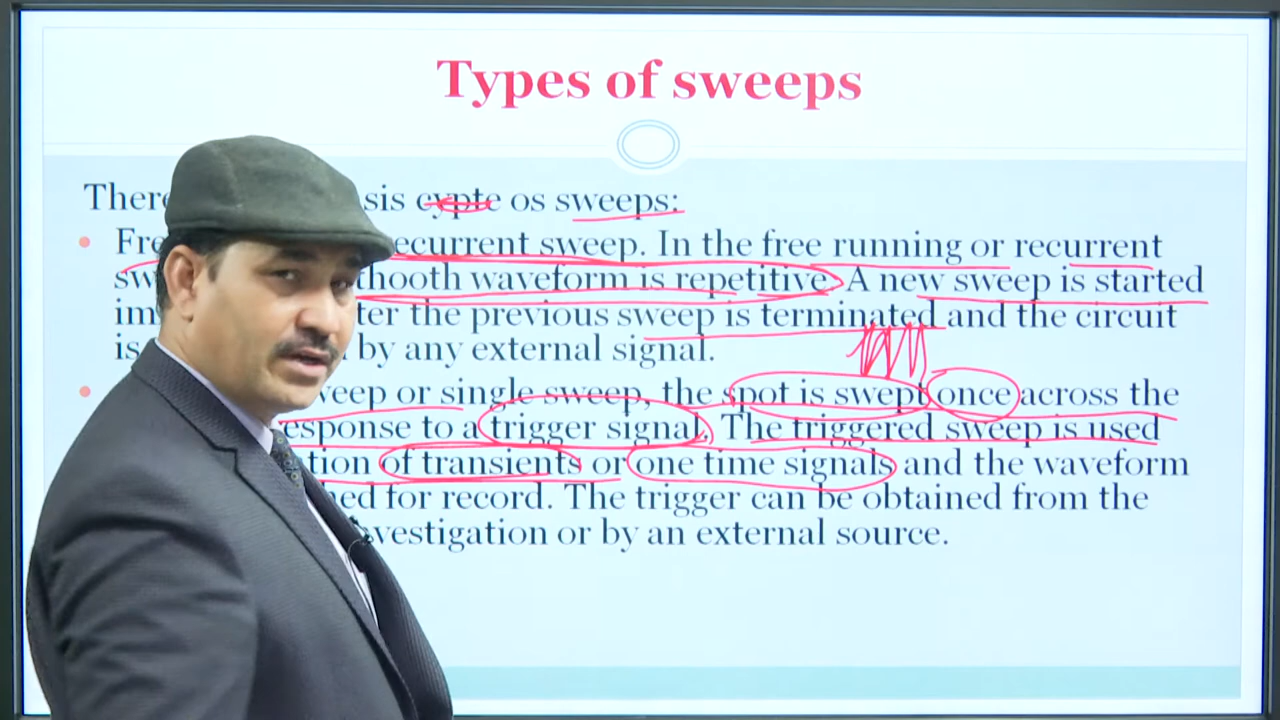 Types of sweeps
There sis cypte os sweeps:
Fre ecurrent sweep. In the free running or recurrent
sw thooth waveform is repetitive. A new sweep is started
im ter the previous sweep is terminated and the circuit
is by any external signal.
weep or single sweep, the spot is swept once across the
esponse to a trigger signal. The triggered sweep is used
tion of transients or one time signals and the waveform
hed for record. The trigger can be obtained from the
vestigation or by an external source.